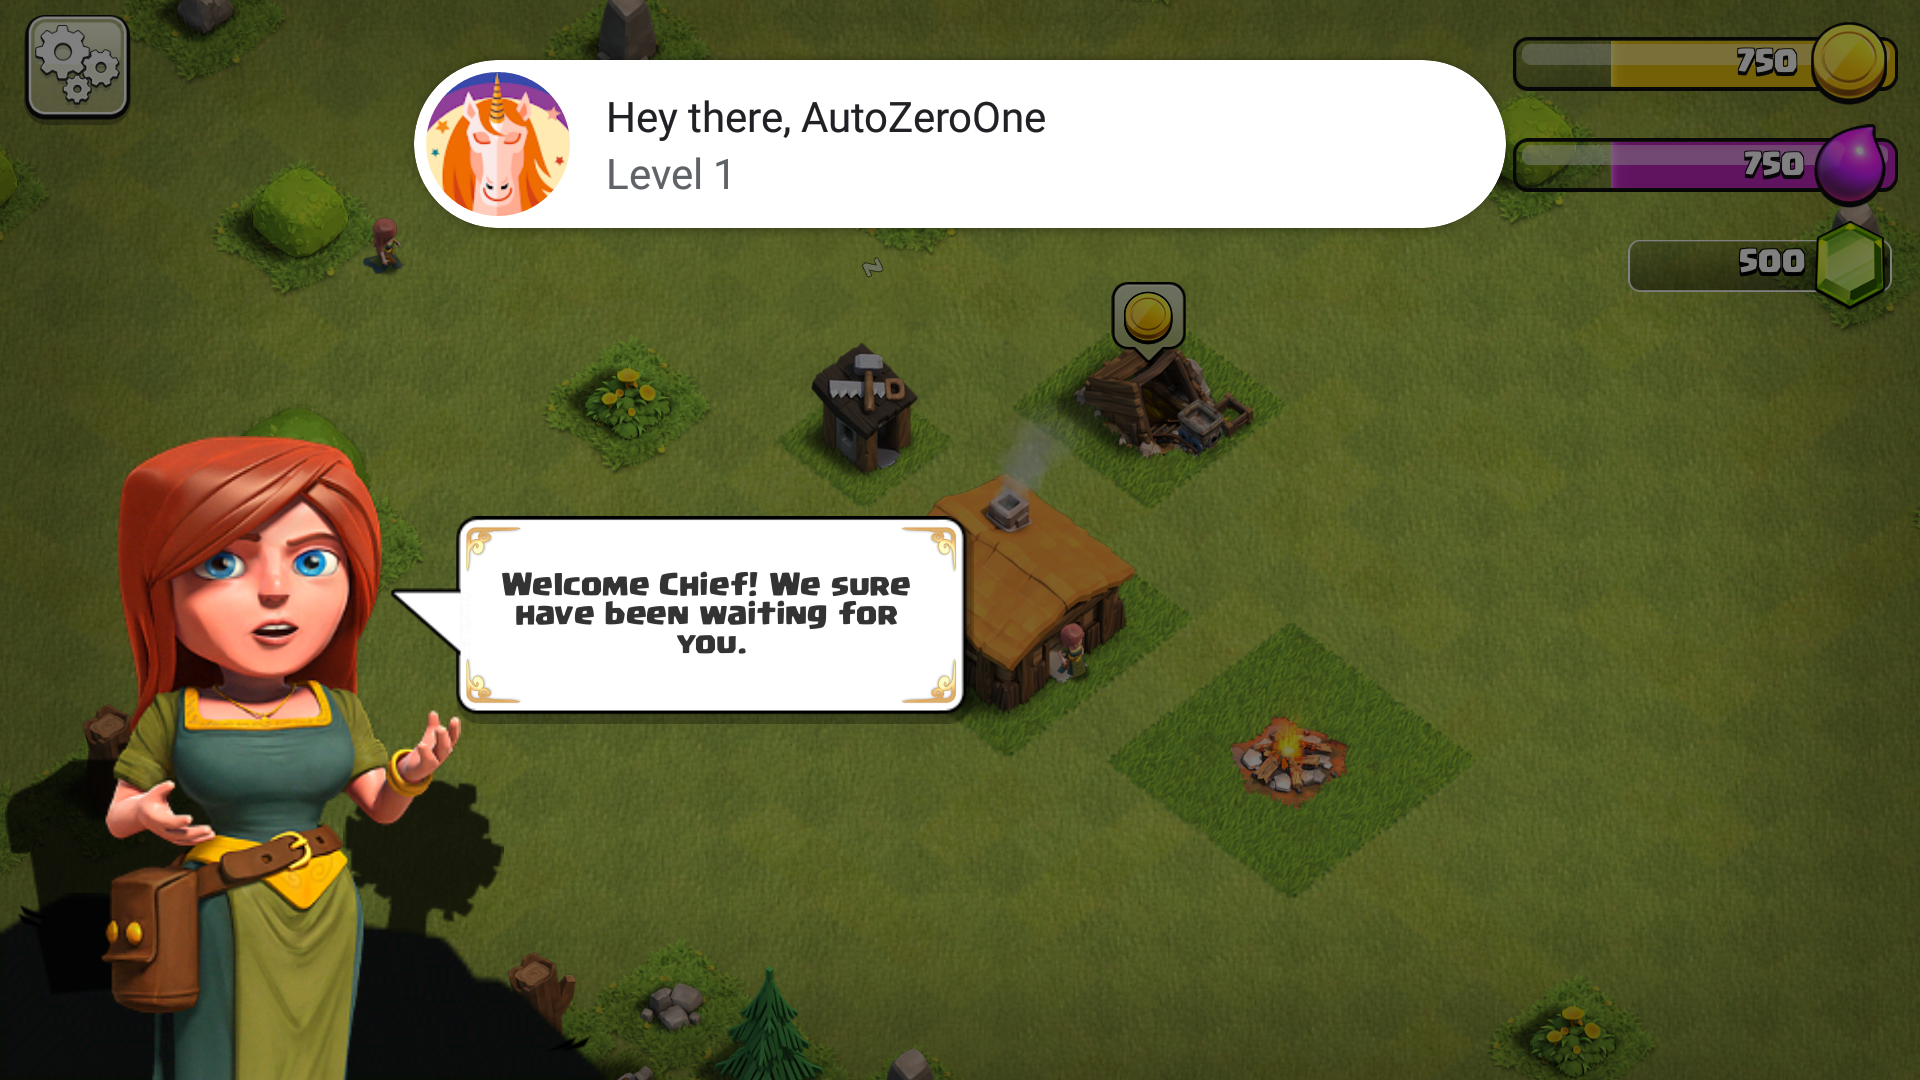 Hey there, AutoZeroOne
Level 1
750
750
500
Z
Welcome Chief! We sure
have been waiting for
you.